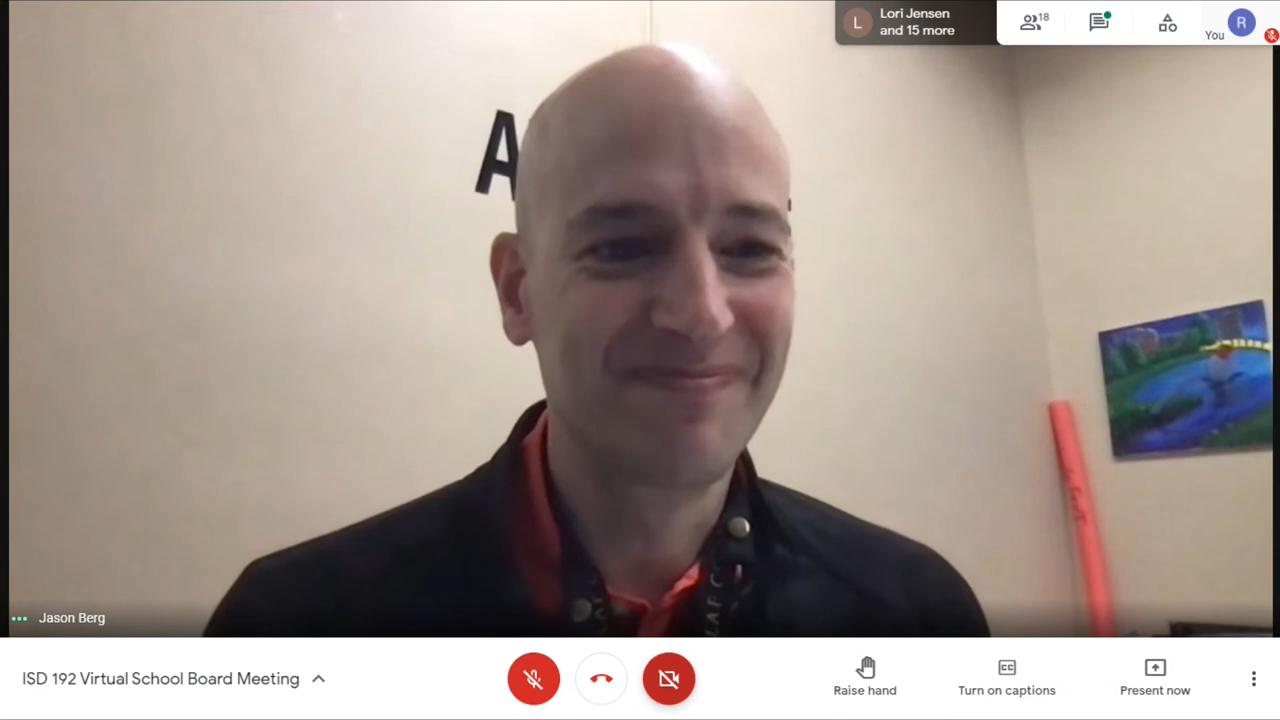 Lori Jensen
and 15 more
L
18
You
R
A
Jason Berg
ISD 192 Virtual School Board Meeting
CC
Raise hand
Turn on captions
Present now